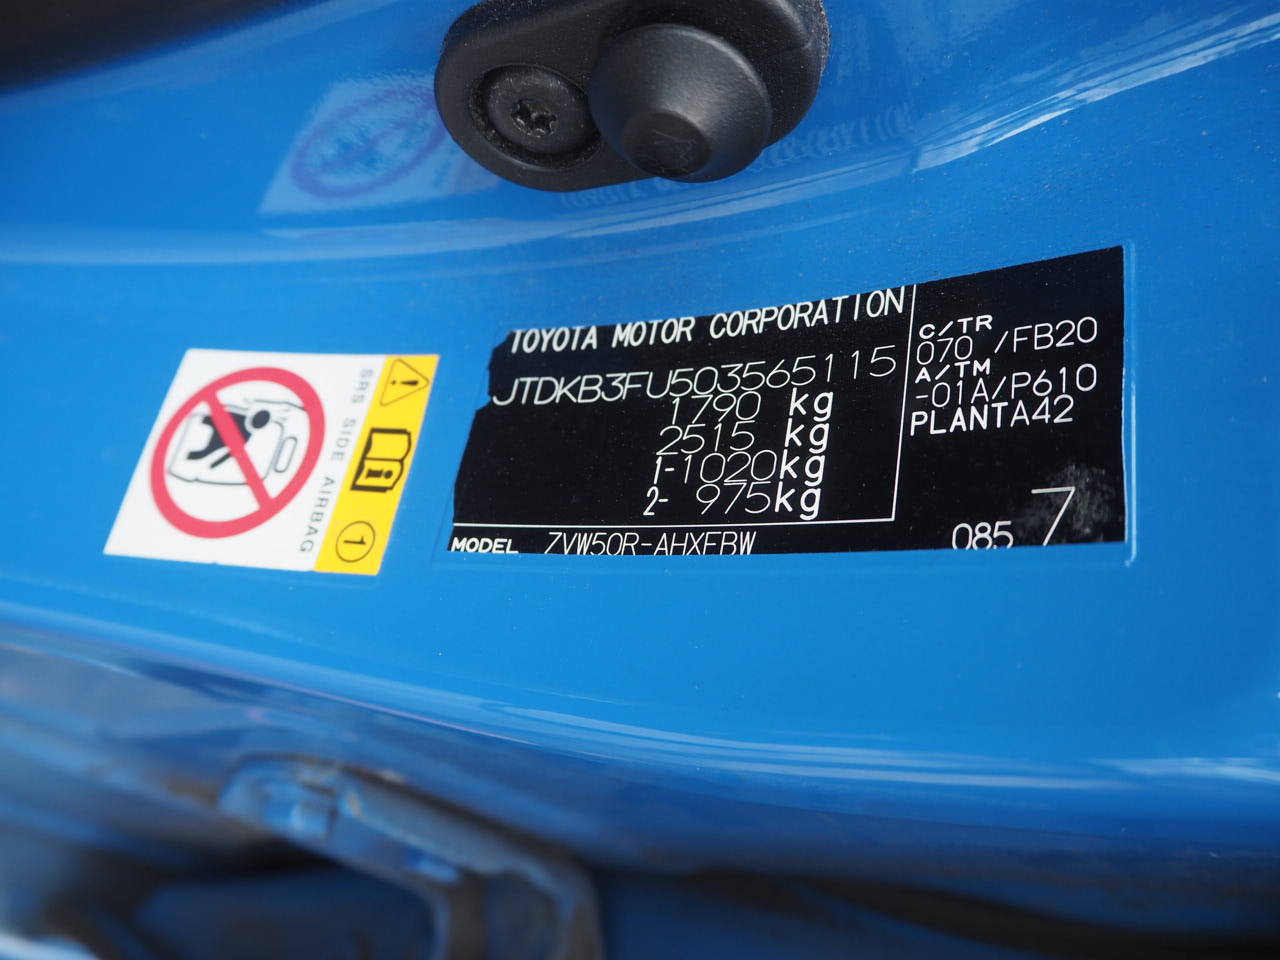 TOYOTA MOTOR CORPORATION
JTDKB3FU503565115
1790 kg
2515 kg
1-1020kg
2- 975kg
MODEL ZVW50R-AHXEBW
C/TR
070 /FB20
A/TM
-01A/P610
PLANTA42
085 7
SRS SIDE AIRBAG
1